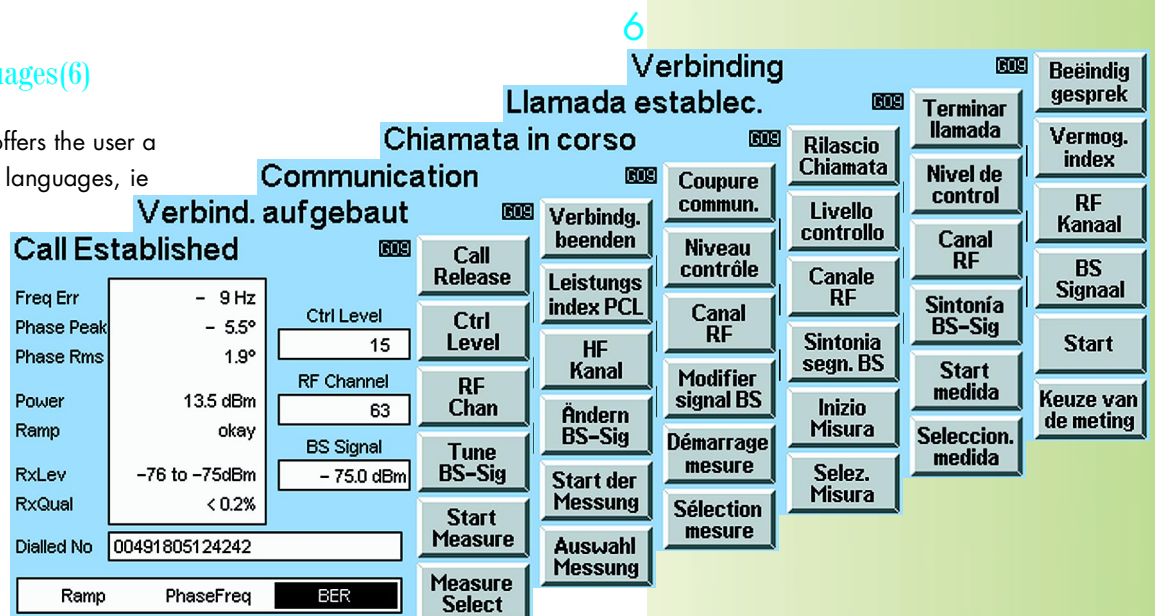 6
uages(6)
offers the user a
languages, ie
Verbinding
G09
Beëindig
gesprek
Vermog.
index
RF
Kanaal
BS
Signaal
Start
Keuze van
de meting
Llamada establec.
G09
Terminar
llamada
Nivel de
control
Canal
RF
Sintonía
BS-Sig
Start
medida
Seleccion.
medida
Chiamata in corso
G09
Rilascio
Chiamata
Livello
controllo
Canale
RF
Sintonia
segn. BS
Inizio
Misura
Selez.
Misura
Communication
G09
Coupure
commun.
Niveau
contrôle
Canal
RF
Modifier
signal BS
Démarrage
mesure
Sélection
mesure
Verbind. aufgebaut
G09
Verbindg.
beenden
Leistungs
index PCL
HF
Kanal
Ändern
BS-Sig
Start der
Messung
Auswahl
Messung
Call Established
G09
Call
Release
Ctrl
Level
RF
Chan
Tune
BS-Sig
Start
Measure
Measure
Select
Freq Err - 9 Hz
Phase Peak - 5.5°
Phase Rms 1.9°
Power 13.5 dBm
Ramp okay
RxLev -76 to -75dBm
RxQual < 0.2%
Ctrl Level
15
RF Channel
63
BS Signal
- 75.0 dBm
Dialled No 00491805124242
Ramp PhaseFreq BER